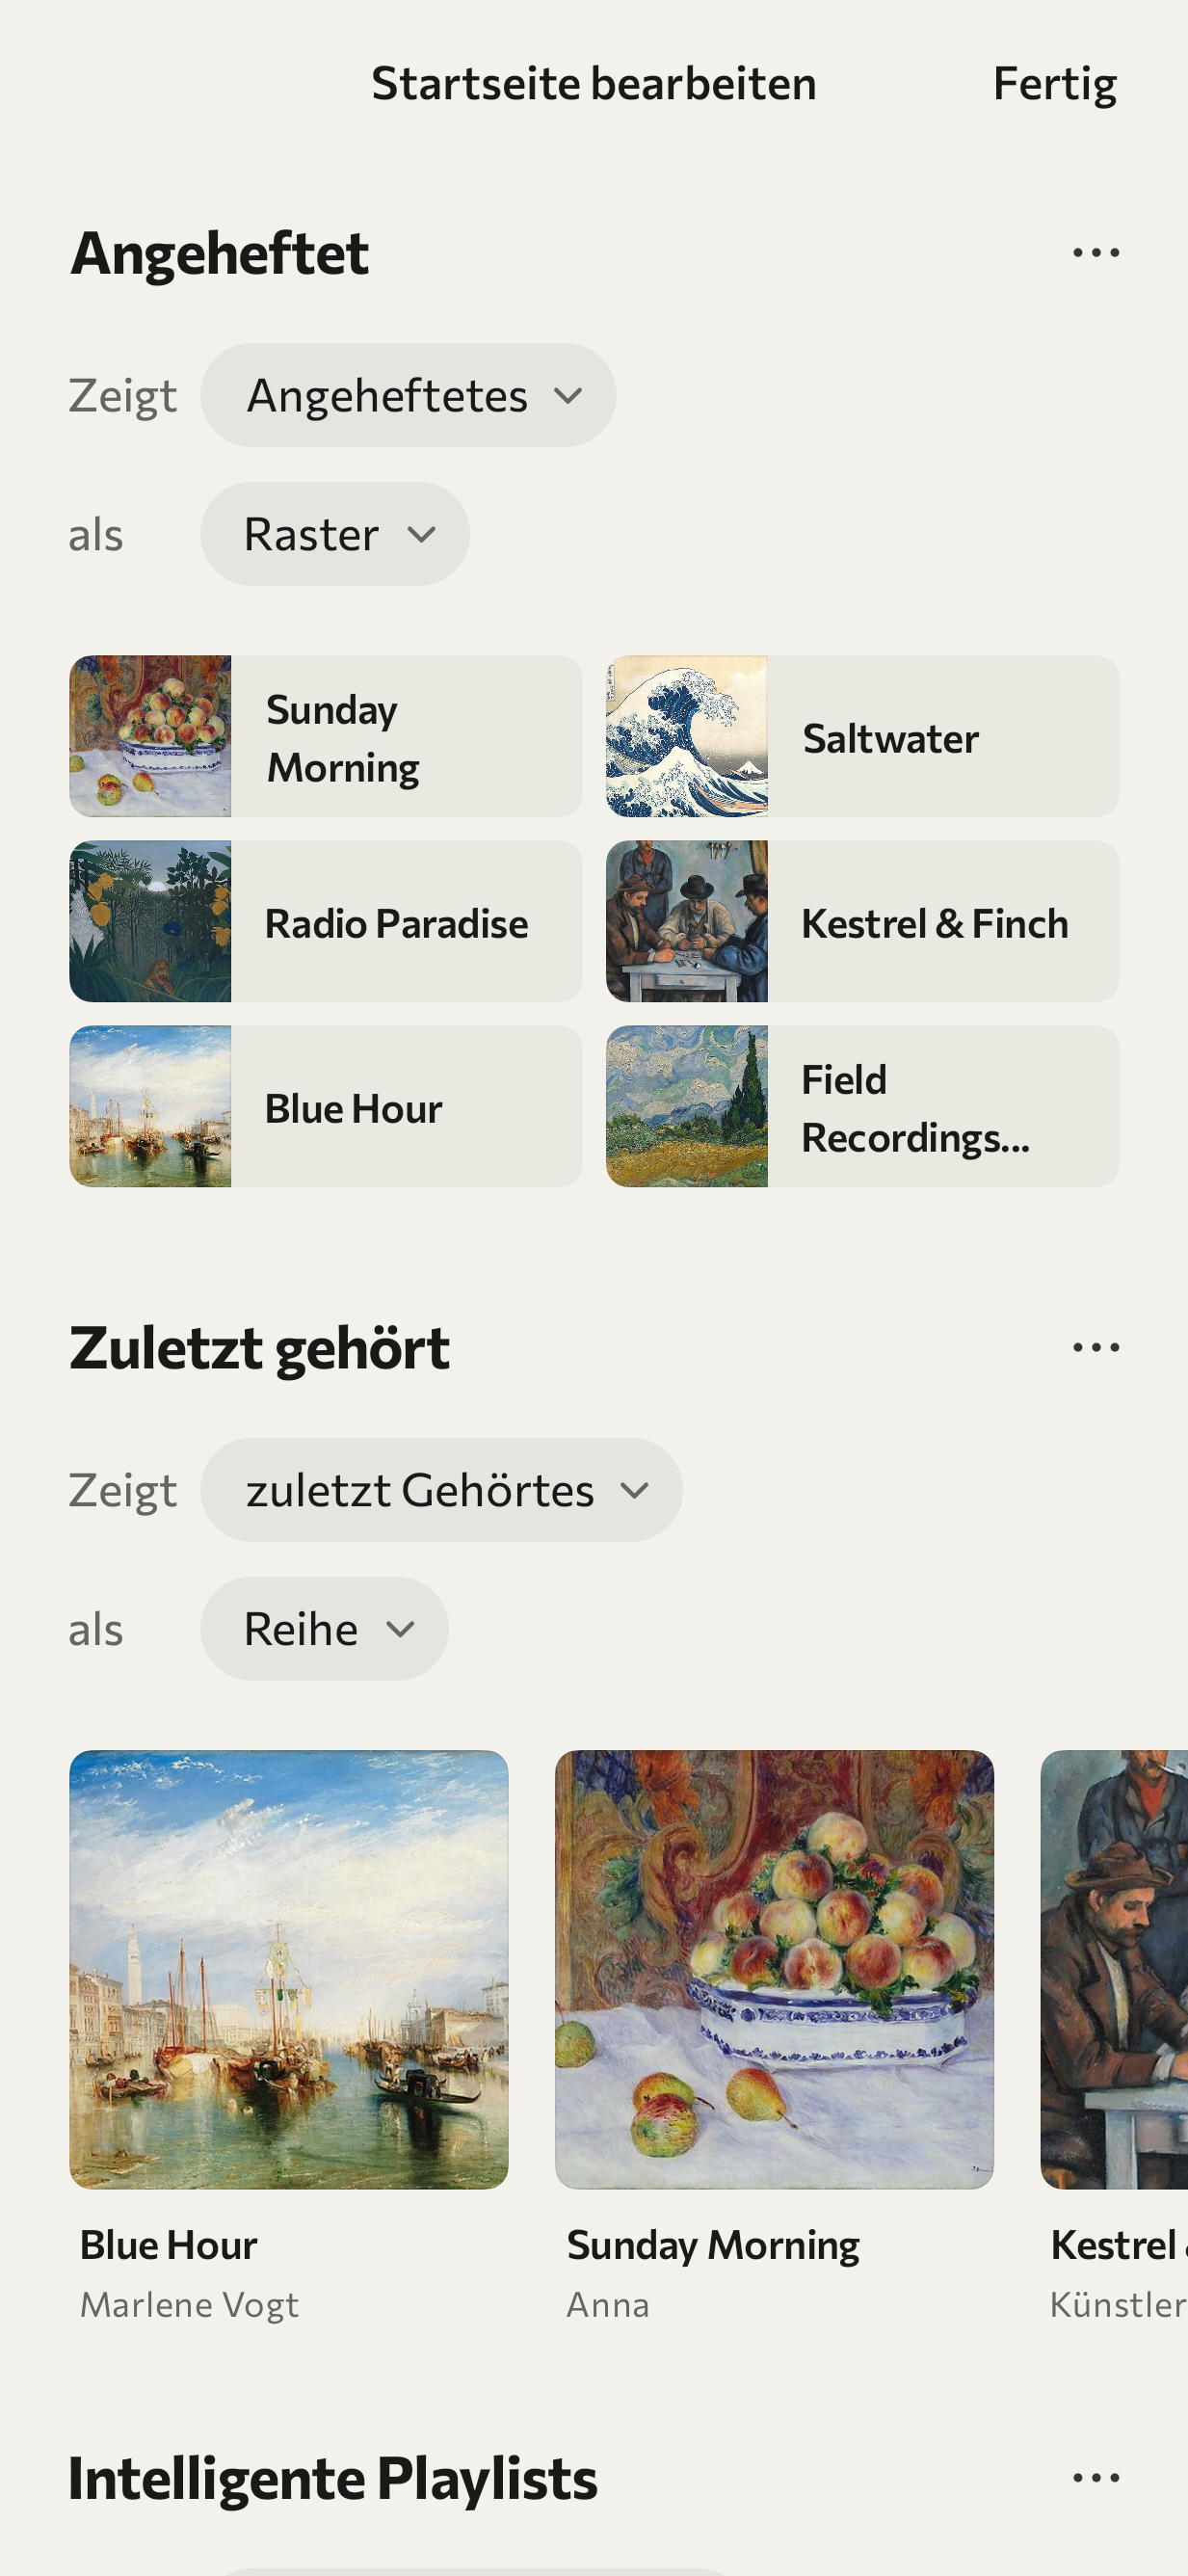 Startseite bearbeiten
Fertig
Angeheftet
Zeigt Angeheftetes
als Raster
Sunday
Morning
Saltwater
Radio Paradise
Kestrel & Finch
Blue Hour
Field
Recordings...
Zuletzt gehört
Zeigt zuletzt Gehörtes
als Reihe
Blue Hour
Marlene Vogt
Sunday Morning
Anna
Kestrel
Künstler
Intelligente Playlists